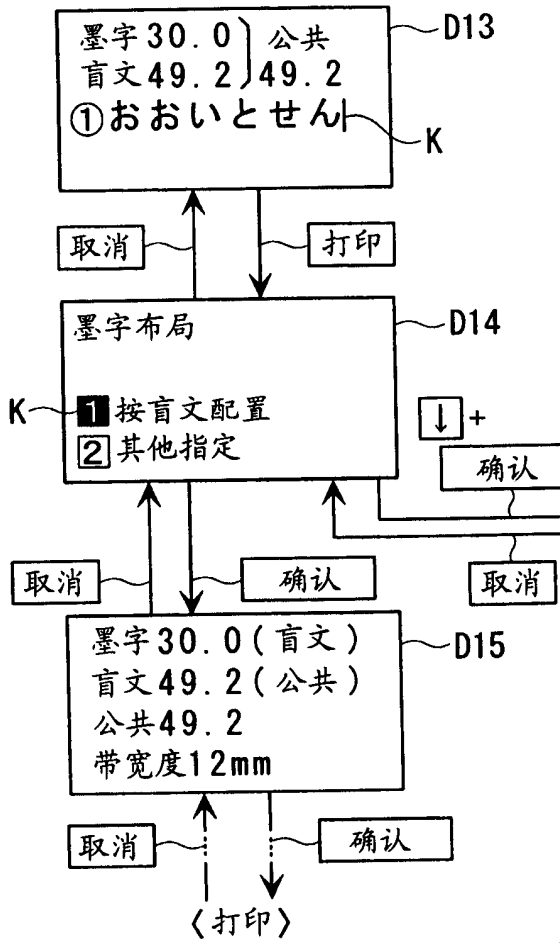 墨字30.0 公共
盲文49.2 49.2
①おおいとせん
D13
K
取消
打印
墨字布局
D14
K
1 按盲文配置
2 其他指定
↓+
确认
取消
取消
确认
墨字30.0(盲文)
盲文49.2(公共)
公共49.2
带宽度12mm
D15
取消
确认
〈打印〉